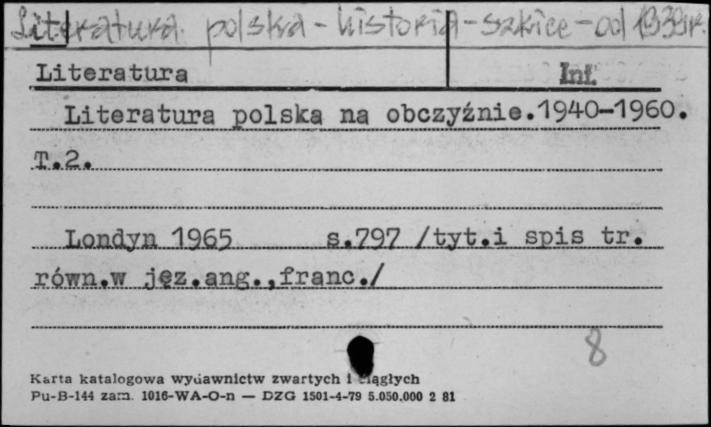 Literatura polska - historia - szkice - od 1939r.
Literatura Inf.
Literatura polska na obczyźnie.1940-1960.
T.2.
Londyn 1965 s.797 /tyt.i spis tr.
równ.w jęz.ang.,franc./
8
Karta katalogowa wydawnictw zwartych i ciągłych
Pu-B-144 zam. 1016-WA-O-n — DZG 1501-4-79 5.050.000 2 81